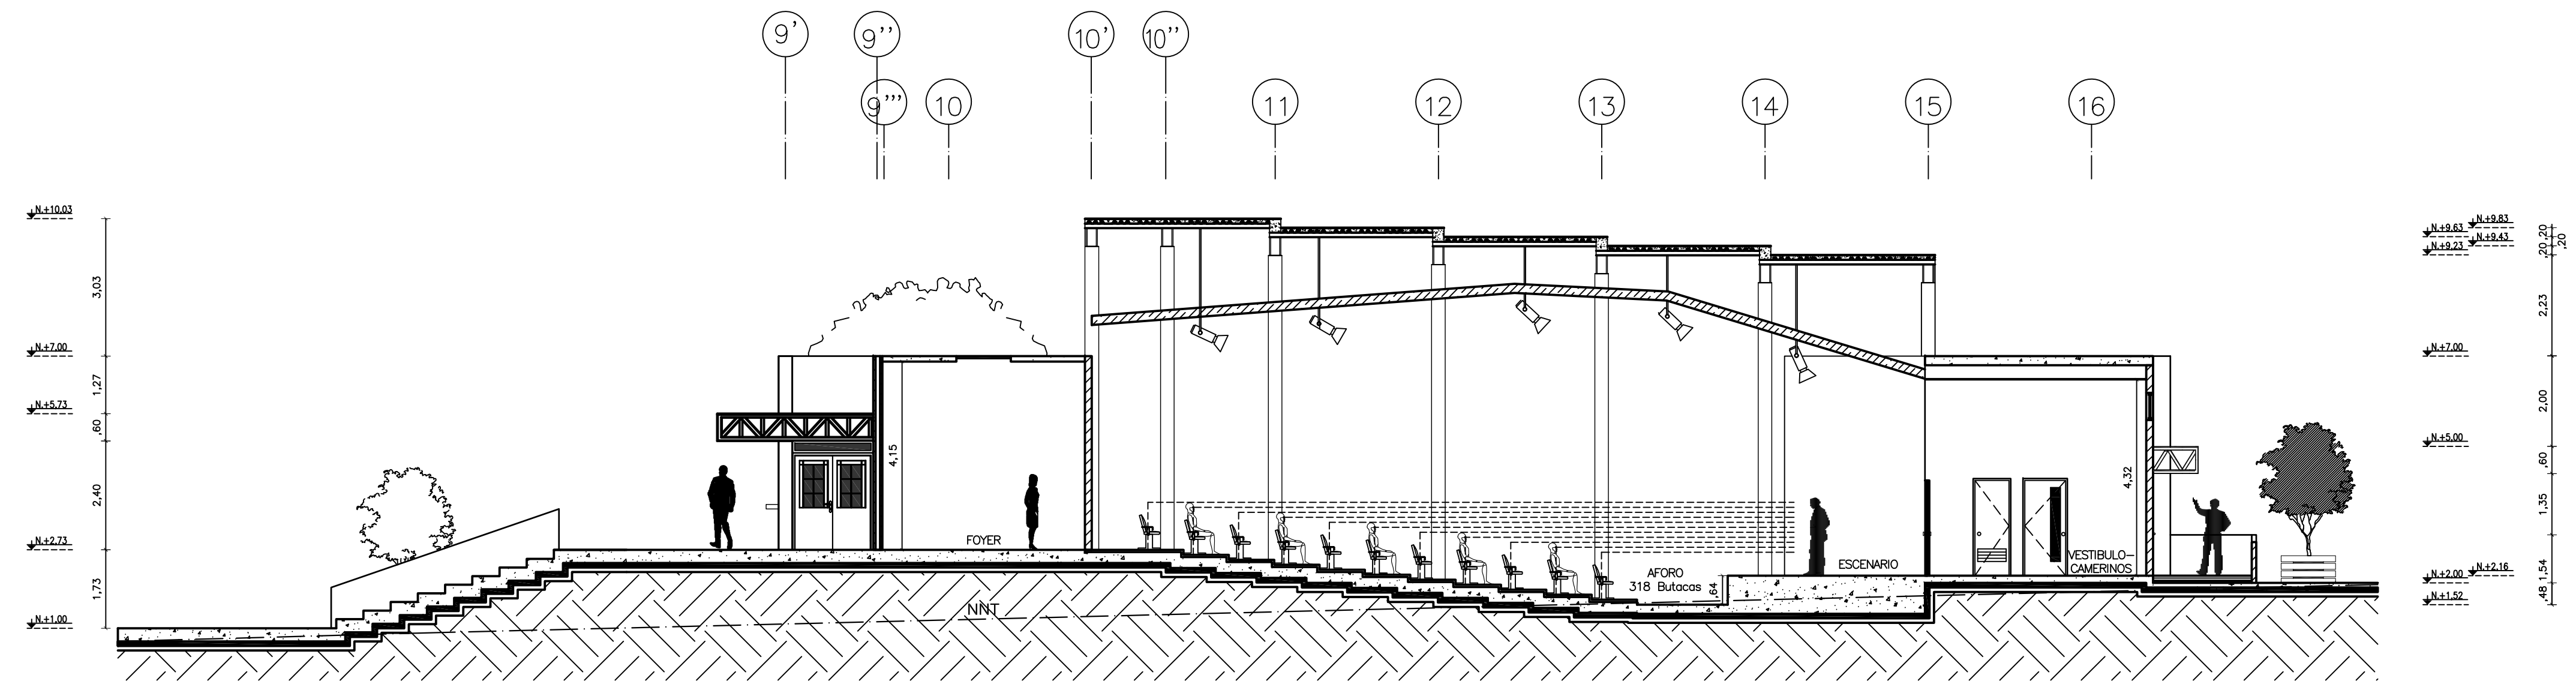 9' 9'' 10' 10''
9''' 10 11 12 13 14 15 16
N.+10,03
3,03
N.+7,00
1,27
N.+5,73
,60
2,40
N.+2,73
1,73
N.+1,00
4,15
FOYER
NNT
AFORO
318 Butacas
,64
ESCENARIO
4,32
VESTIBULO-
CAMERINOS
N.+9,83
N.+9,63
N.+9,43
N.+9,23
,20
,20
,20
2,23
N.+7,00
2,00
N.+5,00
,60
1,35
N.+2,16
N.+2,00
,54
1
N.+1,52
,48